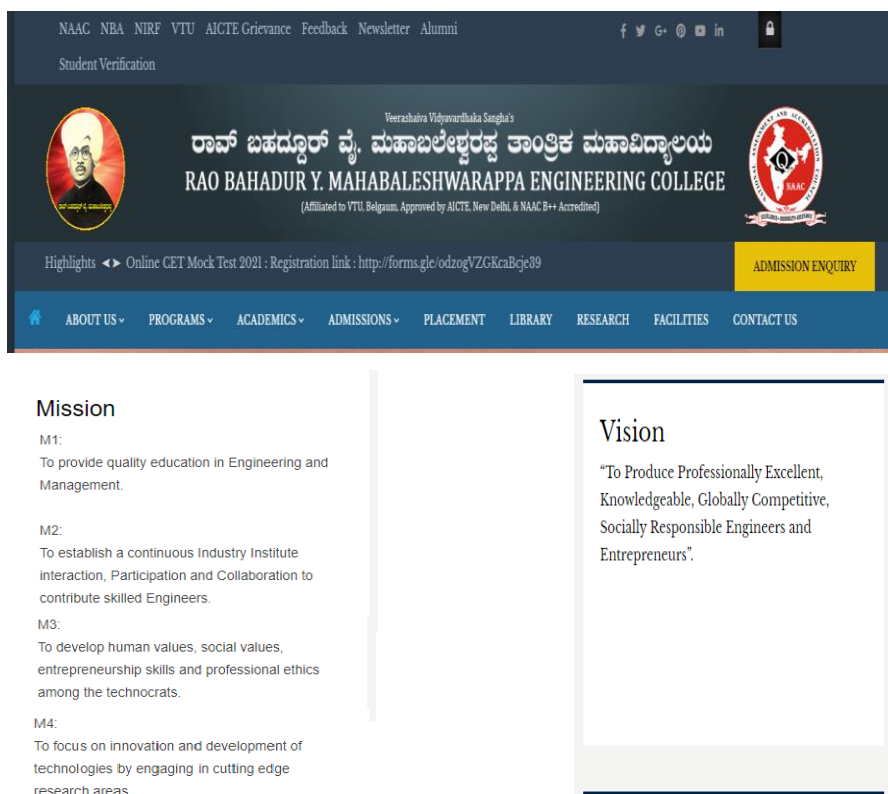 NAAC NBA NIRF VTU AICTE Grievance Feedback Newsletter Alumni
Student Verification
Veerashaiva Vidyavardhaka Sangha's
ರಾವ್ ಬಹದ್ದೂರ್ ವೈ. ಮಹಾಬಲೇಶ್ವರಪ್ಪ ತಾಂತ್ರಿಕ ಮಹಾವಿದ್ಯಾಲಯ
RAO BAHADUR Y. MAHABALESHWARAPPA ENGINEERING COLLEGE
(Affiliated to VTU, Belgaum, Approved by AICTE, New Delhi, & NAAC B++ Accredited)
NAAC
Highlights <> Online CET Mock Test 2021 : Registration link : http://forms.gle/odzogVZGKcaBcje89
ADMISSION ENQUIRY
ABOUT US PROGRAMS ACADEMICS ADMISSIONS PLACEMENT LIBRARY RESEARCH FACILITIES CONTACT US
Mission
M1:
To provide quality education in Engineering and
Management.
M2:
To establish a continuous Industry Institute
interaction, Participation and Collaboration to
contribute skilled Engineers.
M3:
To develop human values, social values,
entrepreneurship skills and professional ethics
among the technocrats.
M4:
To focus on innovation and development of
technologies by engaging in cutting edge
research areas
Vision
“To Produce Professionally Excellent,
Knowledgeable, Globally Competitive,
Socially Responsible Engineers and
Entrepreneurs”.